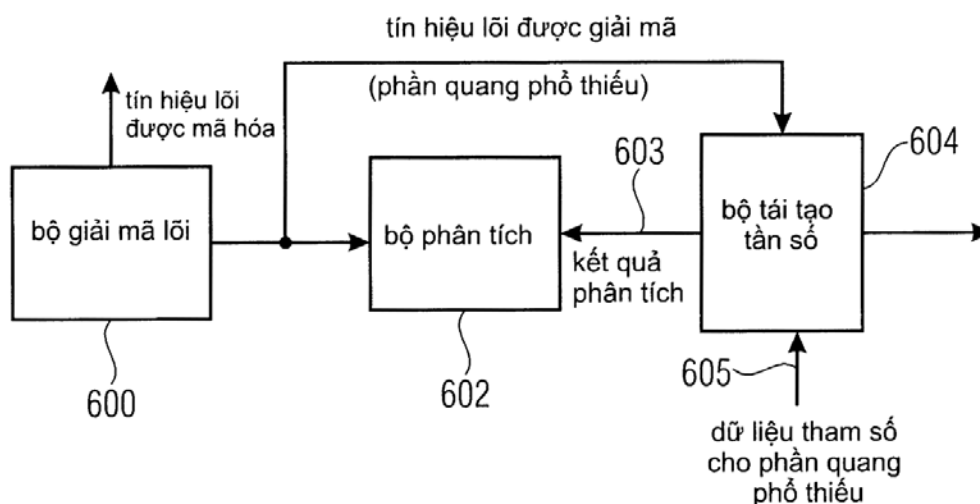 tín hiệu lõi được giải mã
(phần quang phổ thiếu)
tín hiệu lõi
được mã hóa
603
604
bộ giải mã lõi
bộ phân tích
bộ tái tạo
tần số
kết quả
phân tích
600
602
605
dữ liệu tham số
cho phần quang
phổ thiếu